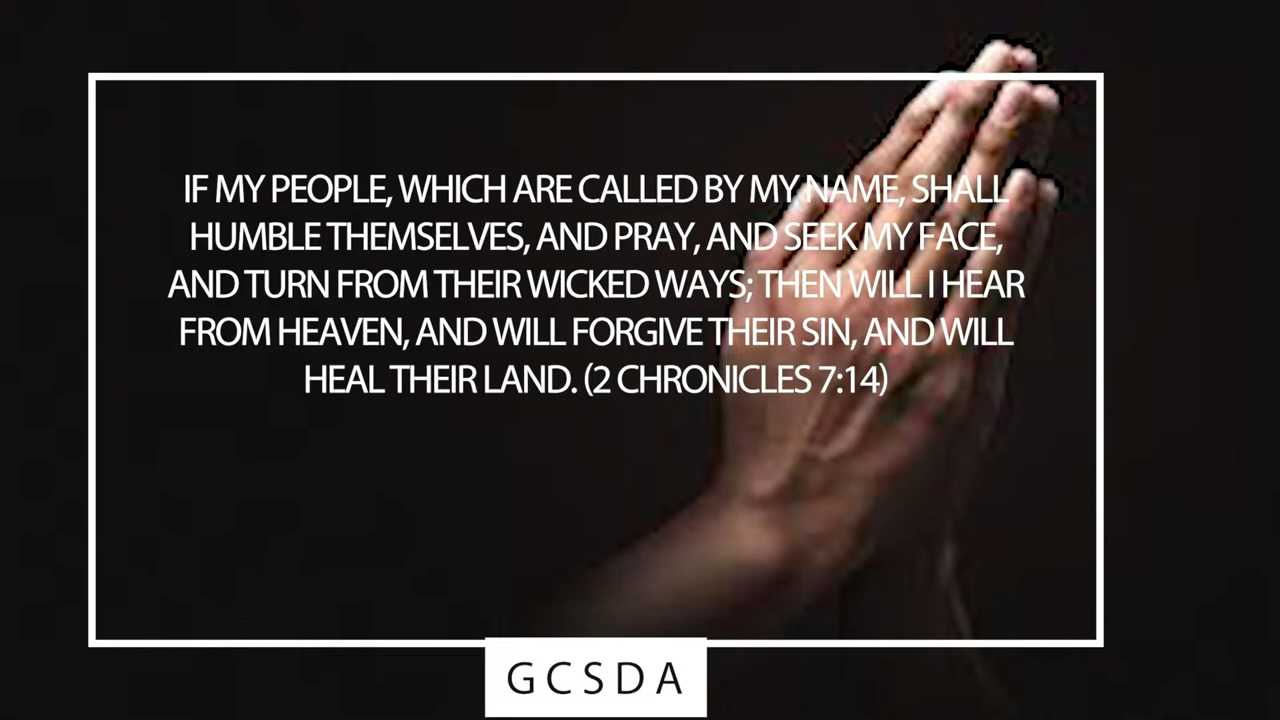 IF MY PEOPLE, WHICH ARE CALLED BY MY NAME, SHALL
HUMBLE THEMSELVES, AND PRAY, AND SEEK MY FACE,
AND TURN FROM THEIR WICKED WAYS; THEN WILL I HEAR
FROM HEAVEN, AND WILL FORGIVE THEIR SIN, AND WILL
HEAL THEIR LAND. (2 CHRONICLES 7:14)
GCSDA